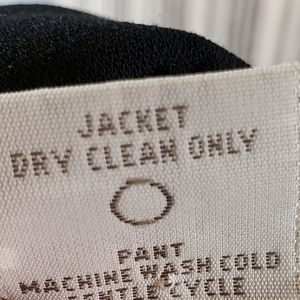 JACKET
DRY CLEAN ONLY
PANT
MACHINE WASH COLD
GENTLE CYCLE